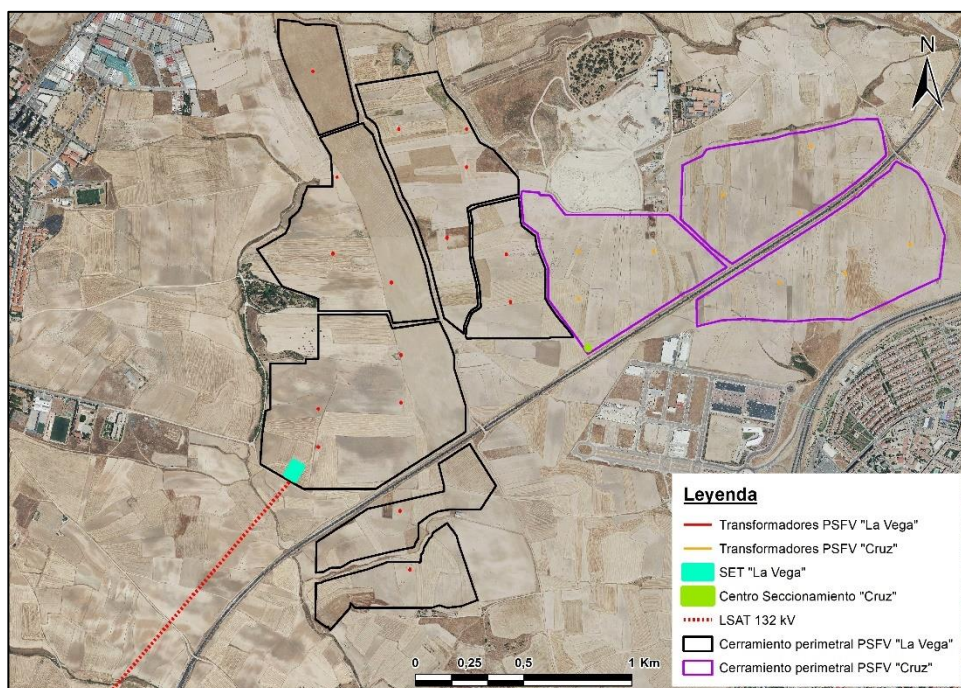 N
Leyenda
Transformadores PSFV "La Vega"
Transformadores PSFV "Cruz"
SET "La Vega"
Centro Seccionamiento "Cruz"
LSAT 132 kV
Cerramiento perimetral PSFV "La Vega"
Cerramiento perimetral PSFV "Cruz"
0 0,25 0,5 1 Km